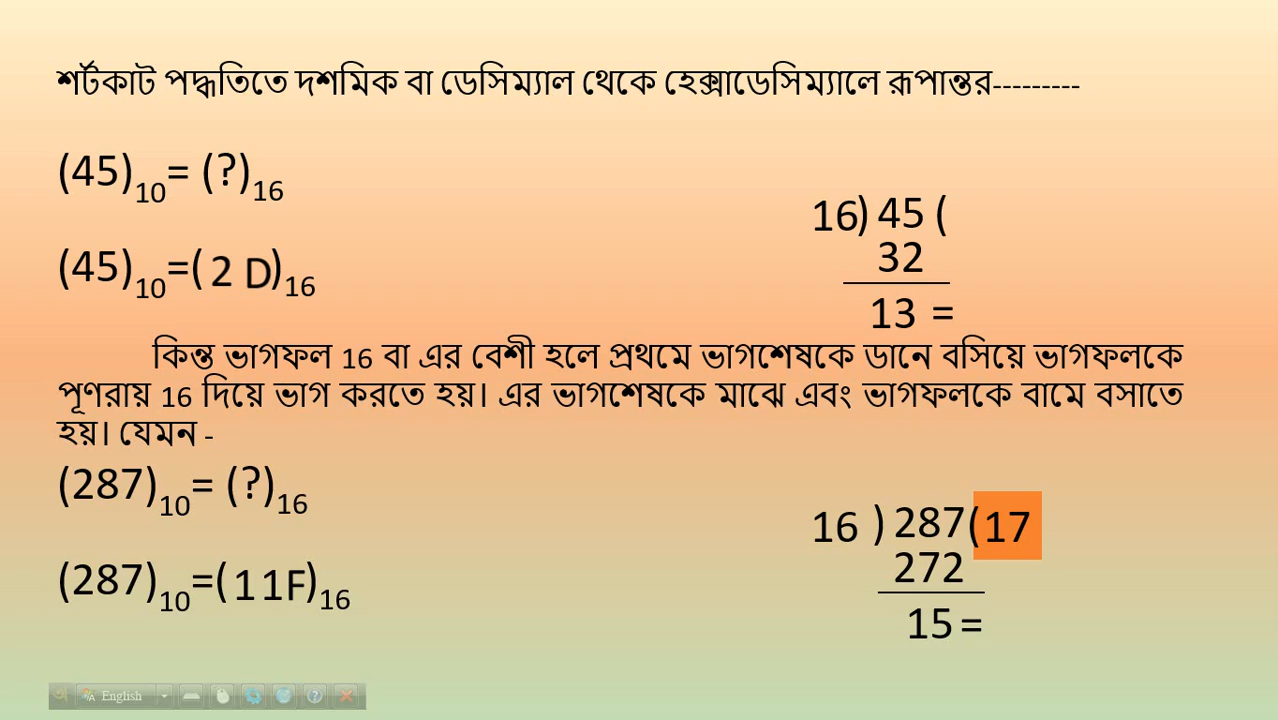 শর্টকাট পদ্ধতিতে দশমিক বা ডেসিম্যাল থেকে হেক্সাডেসিম্যালে রূপান্তর---------
(45)10= (?)16
16) 45 (
(45)10=( 2 D)16
32
13 =
কিন্ত ভাগফল 16 বা এর বেশী হলে প্রথমে ভাগশেষকে ডানে বসিয়ে ভাগফলকে
পূণরায় 16 দিয়ে ভাগ করতে হয়। এর ভাগশেষকে মাঝে এবং ভাগফলকে বামে বসাতে
হয়। যেমন -
(287)10= (?)16
16 ) 287(17
272
(287)10=(11F)16
15 =
English